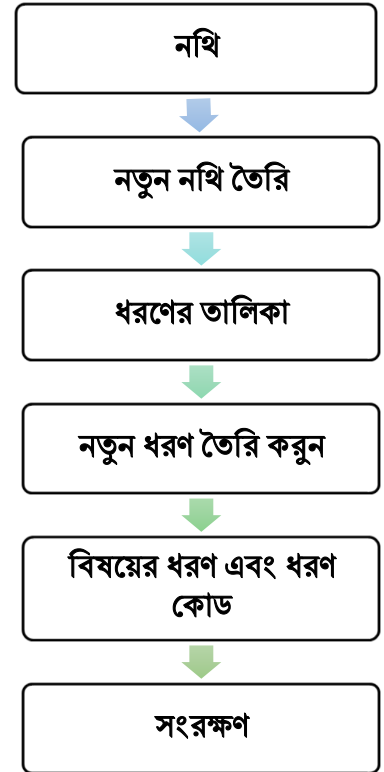 নথি
নতুন নথি তৈরি
ধরণের তালিকা
নতুন ধরণ তৈরি করুন
বিষয়ের ধরণ এবং ধরণ
কোড
সংরক্ষণ